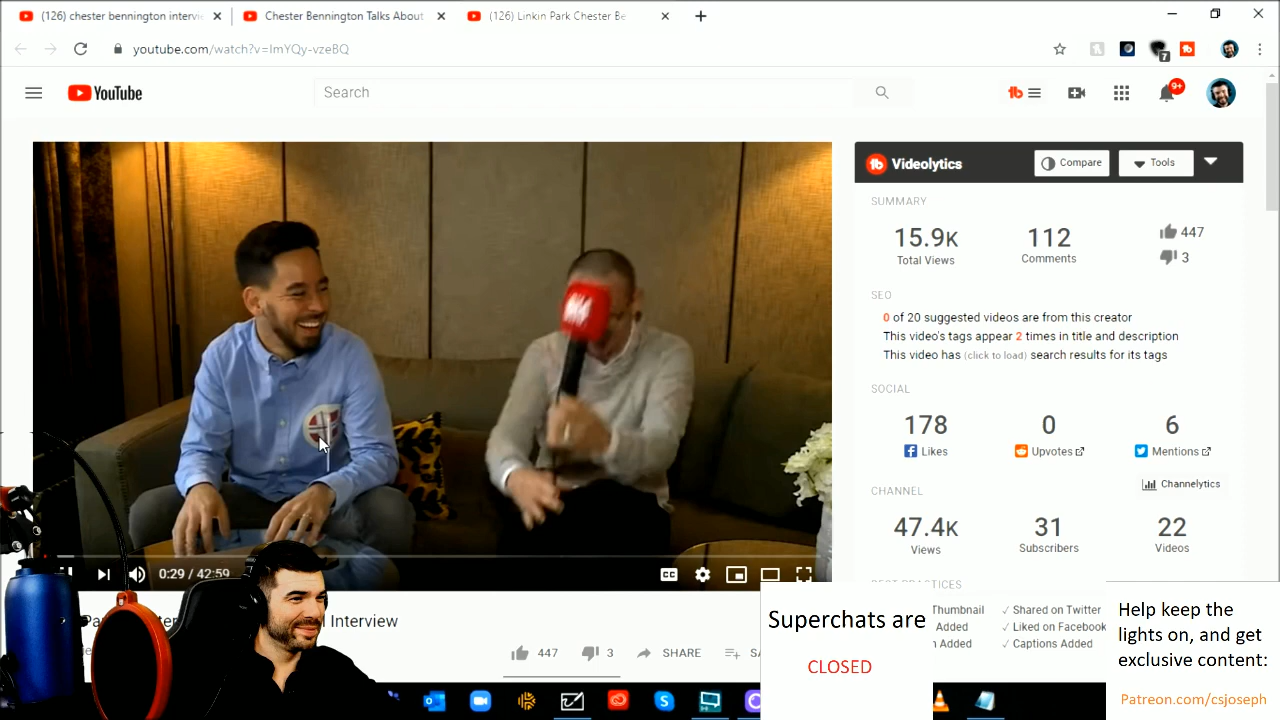 (126) chester bennington intervie
Chester Bennington Talks About
(126) Linkin Park Chester Be
youtube.com/watch?v=ImYQy-vzeBQ
7
YouTube
Search
9+
Videolytics
Compare
Tools
SUMMARY
15.9K
Total Views
112
Comments
447
3
SEO
0 of 20 suggested videos are from this creator
This video's tags appear 2 times in title and description
This video has (click to load) search results for its tags
SOCIAL
178
Likes
0
Upvotes
6
Mentions
Channelytics
CHANNEL
47.4K
Views
31
Subscribers
22
Videos
0:29 / 42:59
CC
Interview
447
3
SHARE
Superchats are
CLOSED
Thumbnail
Added
Added
Shared on Twitter
Liked on Facebook
Captions Added
Help keep the
lights on, and get
exclusive content:
Patreon.com/csjoseph